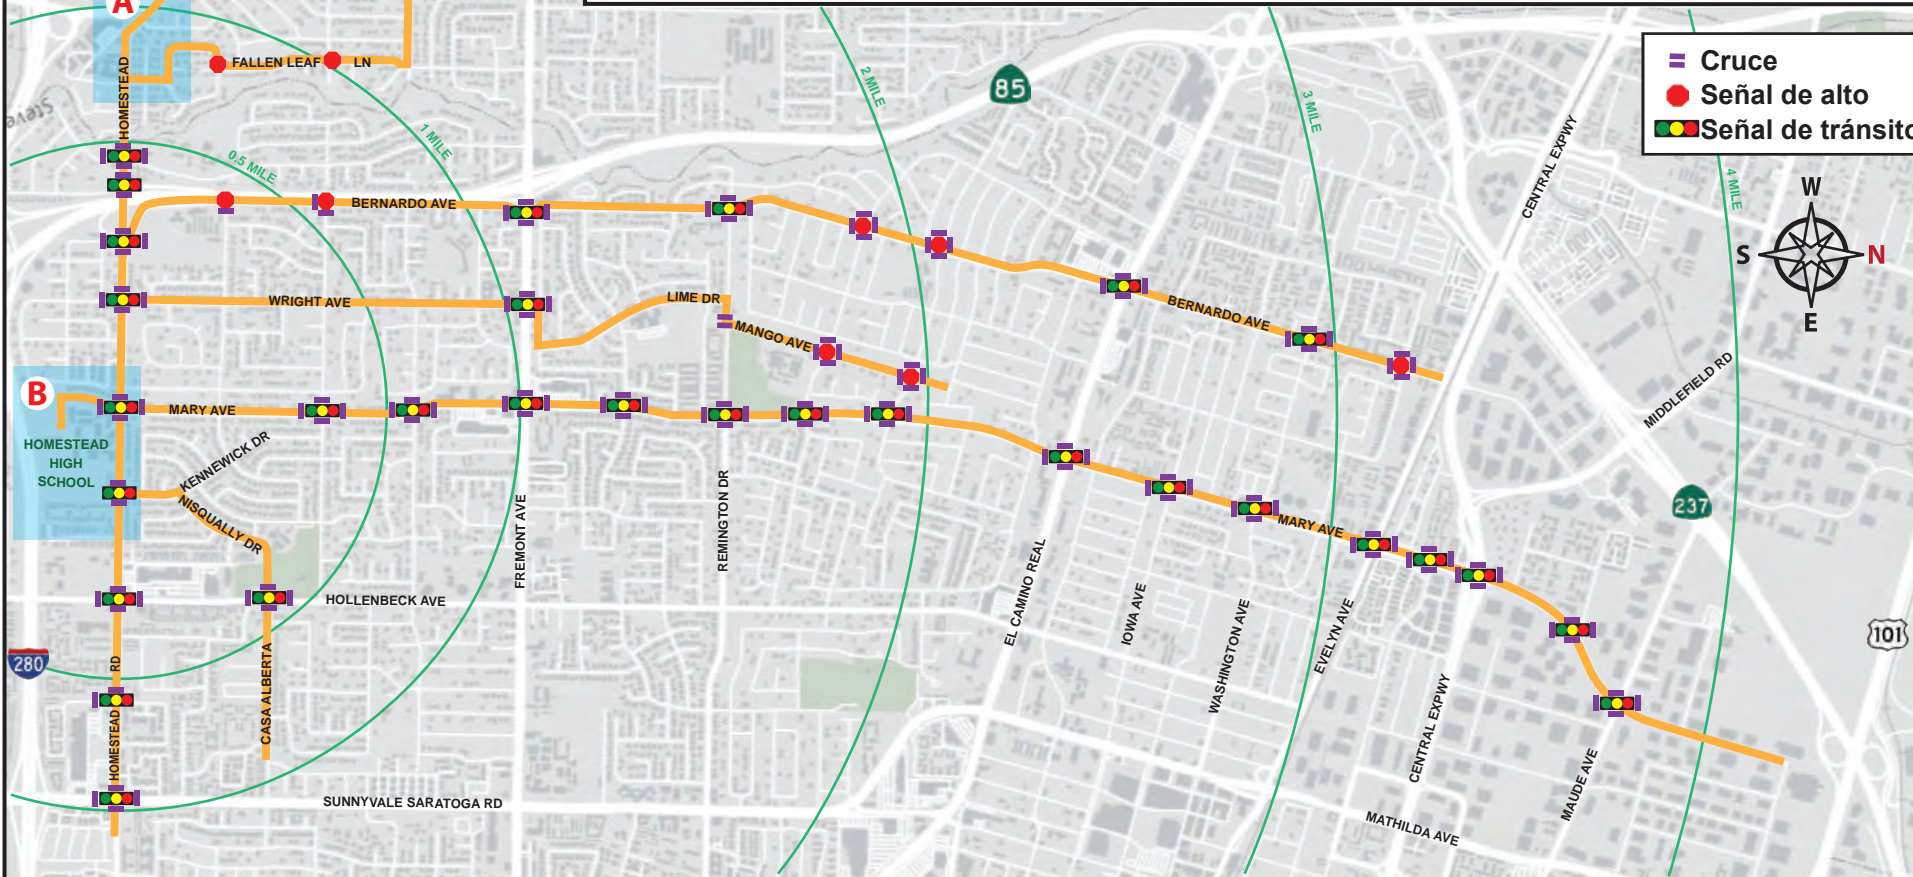 A
FALLEN LEAF LN
HOMESTEAD
Steve
0.5 MILE
1 MILE
2 MILE
3 MILE
4 MILE
85
Cruce
Señal de alto
Señal de tránsito
CENTRAL EXPWY
W
S
N
E
BERNARDO AVE
WRIGHT AVE
LIME DR
MANGO AVE
BERNARDO AVE
MIDDLEFIELD RD
B
MARY AVE
HOMESTEAD
HIGH
SCHOOL
KENNEWICK DR
NISQUALLY DR
FREMONT AVE
REMINGTON DR
MARY AVE
237
EL CAMINO REAL
IOWA AVE
WASHINGTON AVE
EVELYN AVE
CENTRAL EXPWY
MAUDE AVE
101
HOLLENBECK AVE
280
HOMESTEAD RD
CASA ALBERTA
SUNNYVALE SARATOGA RD
MATHILDA AVE